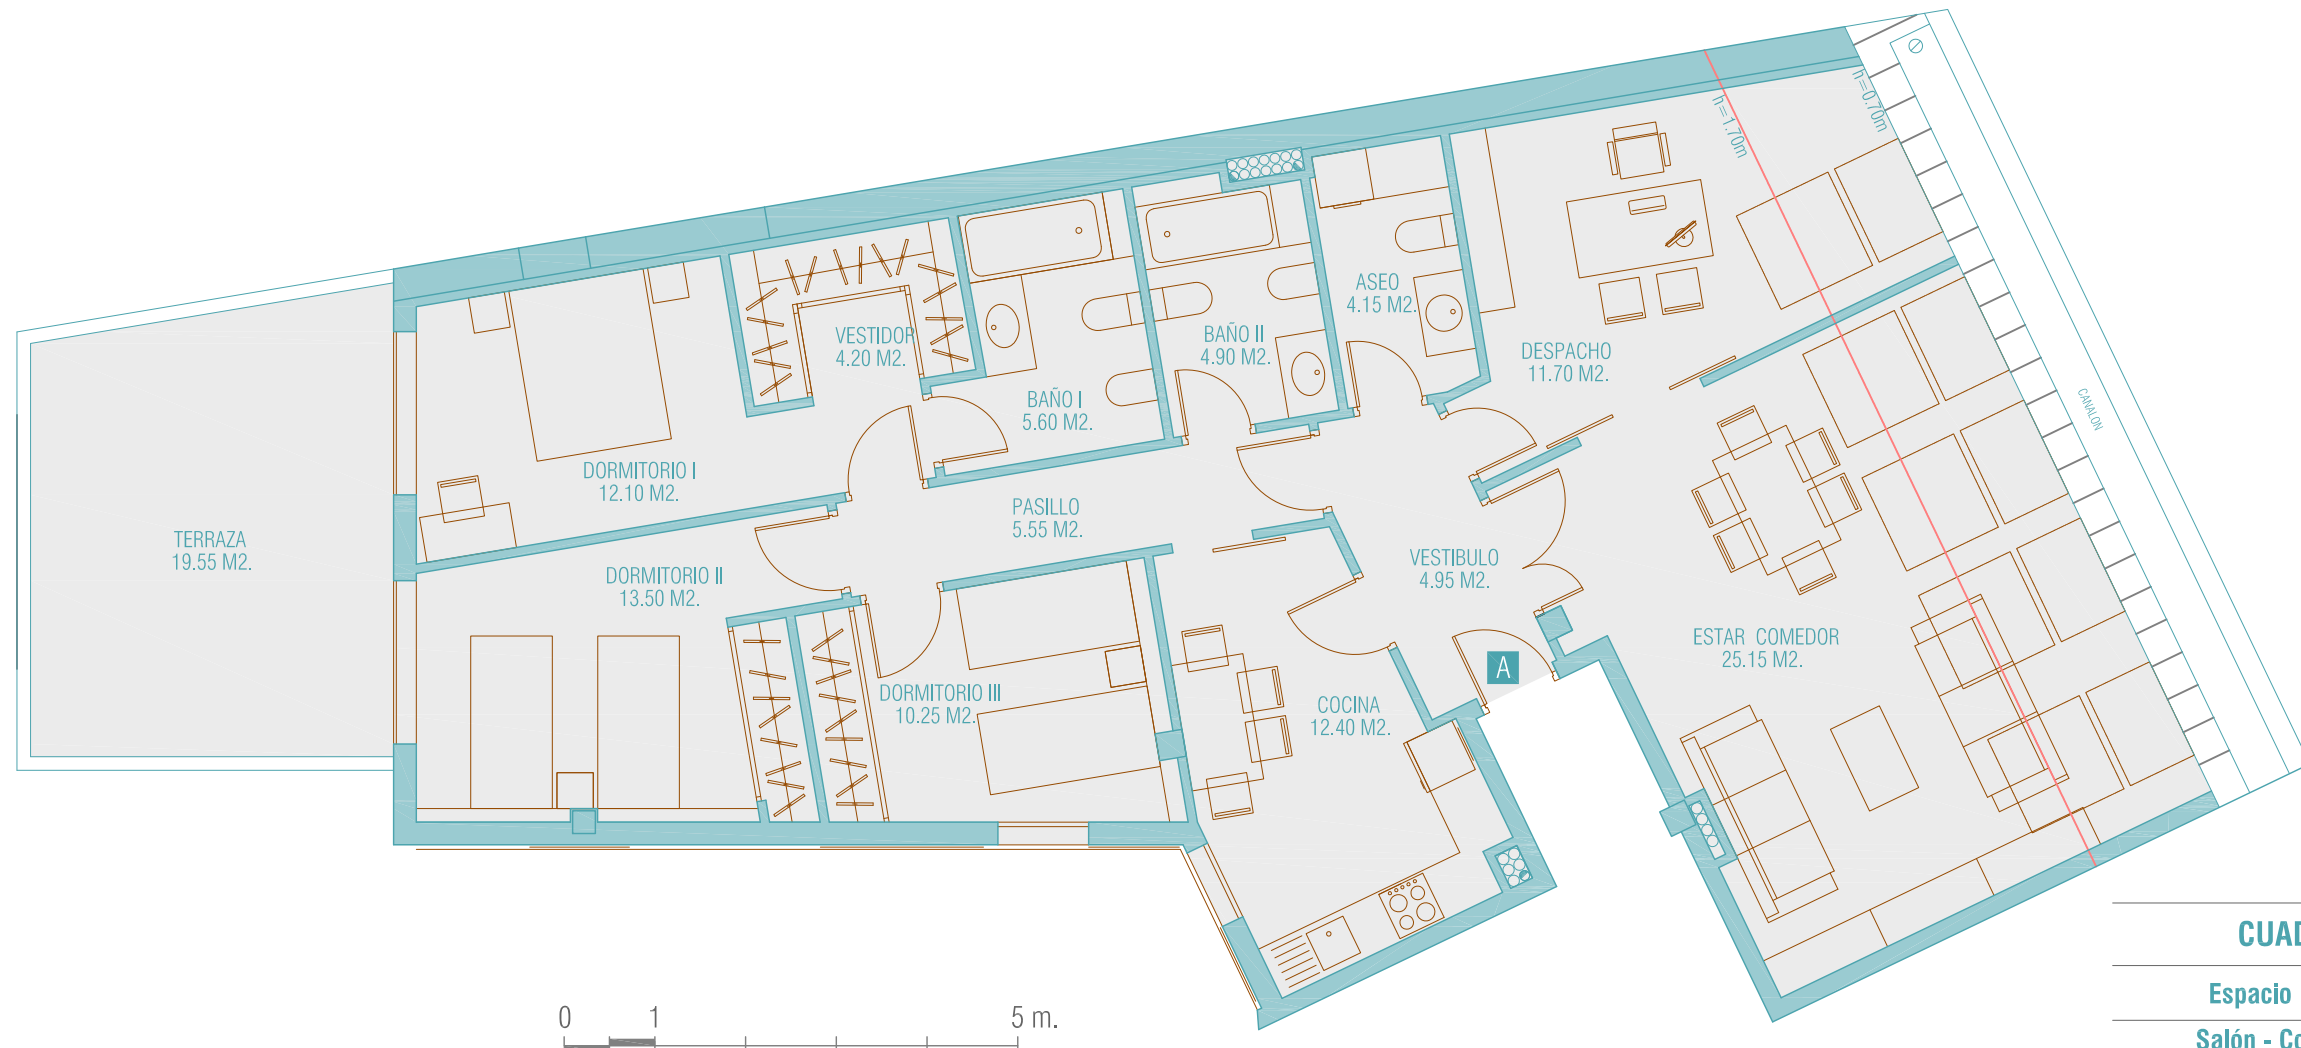 h=0.70m
h=1.70m
ASEO
4.15 M2.
VESTIDOR
4.20 M2.
BAÑO II
4.90 M2.
DESPACHO
11.70 M2.
BAÑO I
5.60 M2.
CANALON
DORMITORIO I
12.10 M2.
PASILLO
5.55 M2.
TERRAZA
19.55 M2.
VESTIBULO
4.95 M2.
DORMITORIO II
13.50 M2.
ESTAR COMEDOR
25.15 M2.
A
DORMITORIO III
10.25 M2.
COCINA
12.40 M2.
CUAD
Espacio
0 1 5 m.
Salón - Co